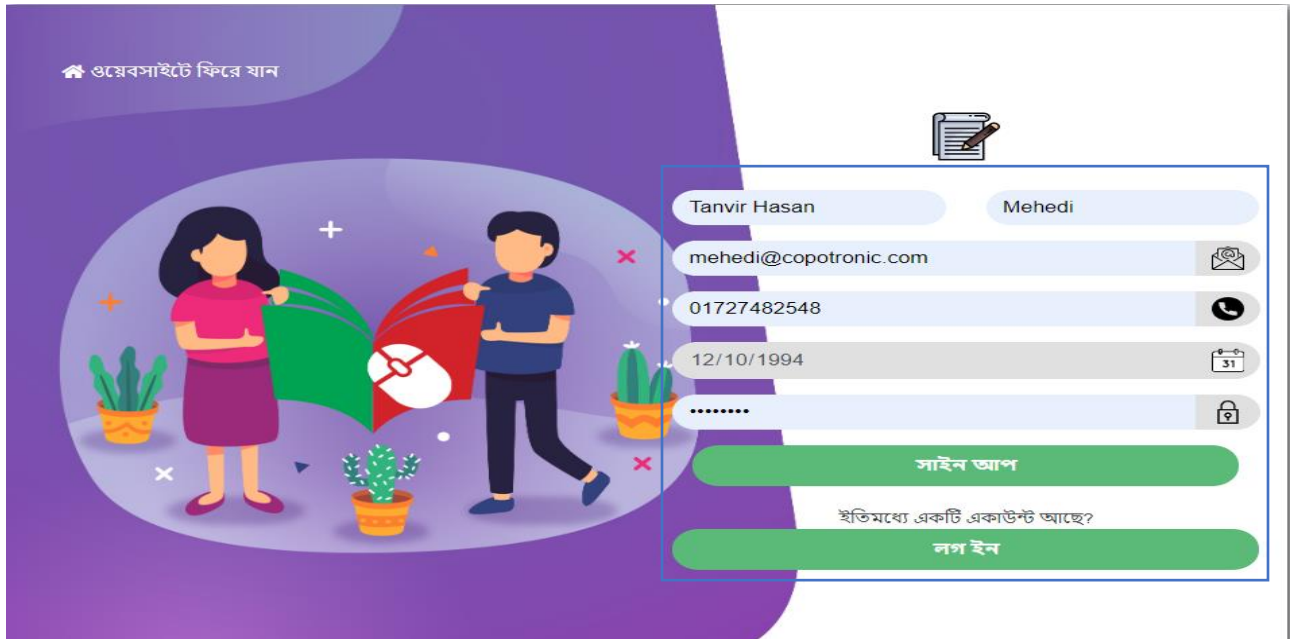 ওয়েবসাইটে ফিরে যান
Tanvir Hasan Mehedi
mehedi@copotronic.com
01727482548
12/10/1994
31
••••••••
সাইন আপ
ইতিমধ্যে একটি একাউন্ট আছে?
লগ ইন